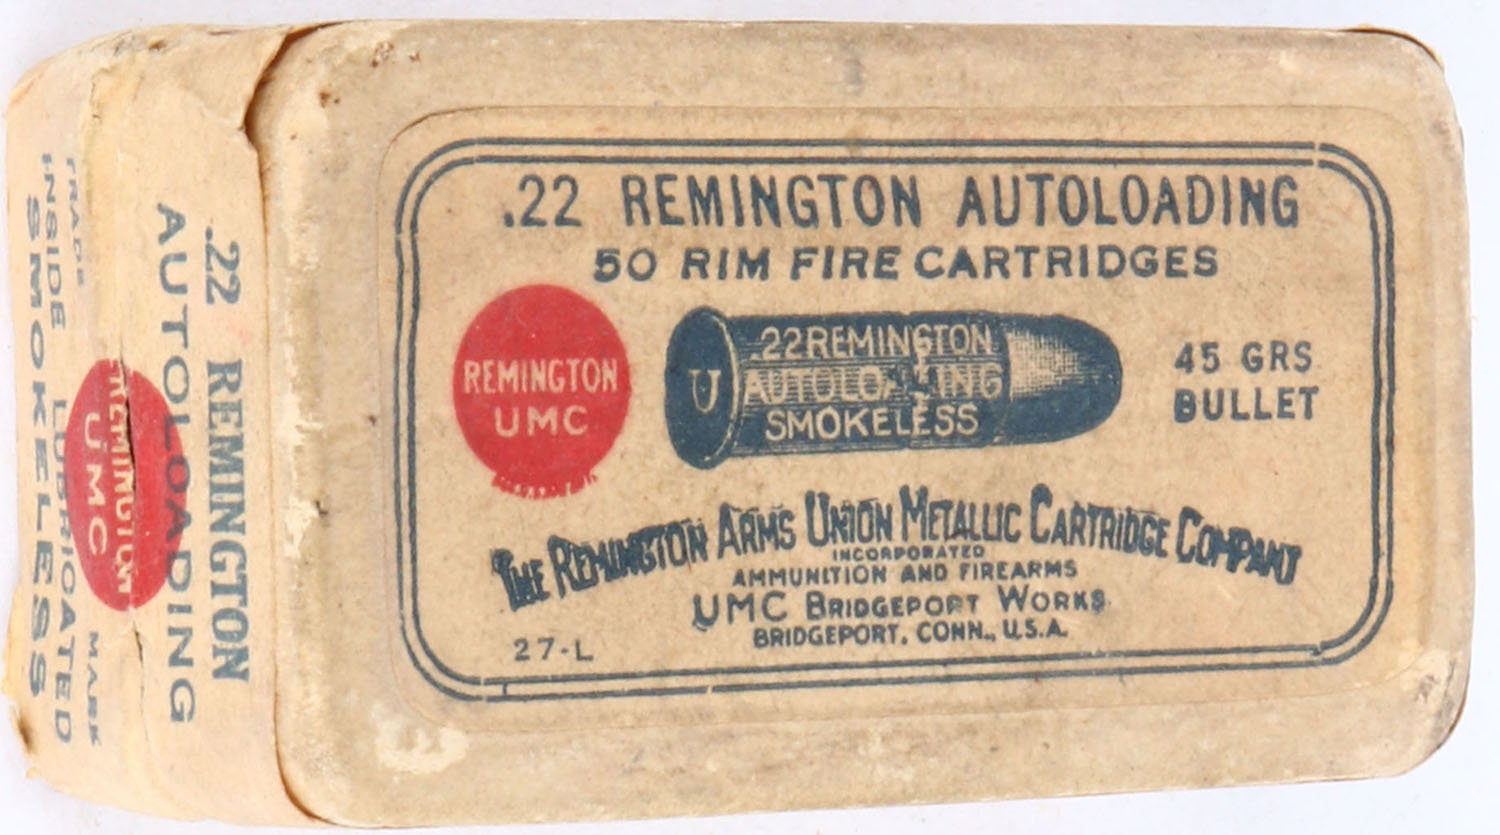 .22 REMINGTON AUTOLOADING
50 RIM FIRE CARTRIDGES
REMINGTON
UMC
U
.22 REMINGTON
AUTOLOADING
SMOKELESS
45 GRS
BULLET
THE REMINGTON ARMS UNION METALLIC CARTRIDGE COMPANY
INCORPORATED
AMMUNITION AND FIREARMS
UMC BRIDGEPORT WORKS
BRIDGEPORT, CONN., U.S.A.
27-L
.22 REMINGTON
AUTOLOADING
REMINGTON
UMC
TRADE MARK
INSIDE LUBRICATED
SMOKELESS